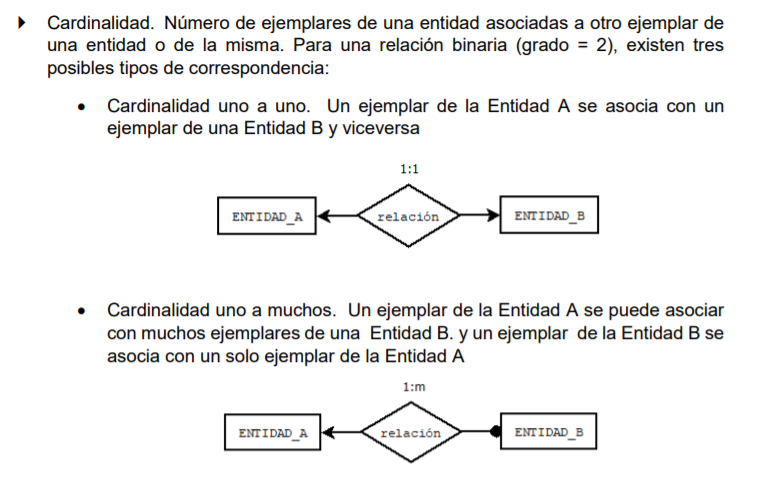 Cardinalidad. Número de ejemplares de una entidad asociadas a otro ejemplar de
una entidad o de la misma. Para una relación binaria (grado = 2), existen tres
posibles tipos de correspondencia:
Cardinalidad uno a uno. Un ejemplar de la Entidad A se asocia con un
ejemplar de una Entidad B y viceversa
1:1
ENTIDAD_A relación ENTIDAD_B
Cardinalidad uno a muchos. Un ejemplar de la Entidad A se puede asociar
con muchos ejemplares de una Entidad B. y un ejemplar de la Entidad B se
asocia con un solo ejemplar de la Entidad A
1:m
ENTIDAD_A relación ENTIDAD_B